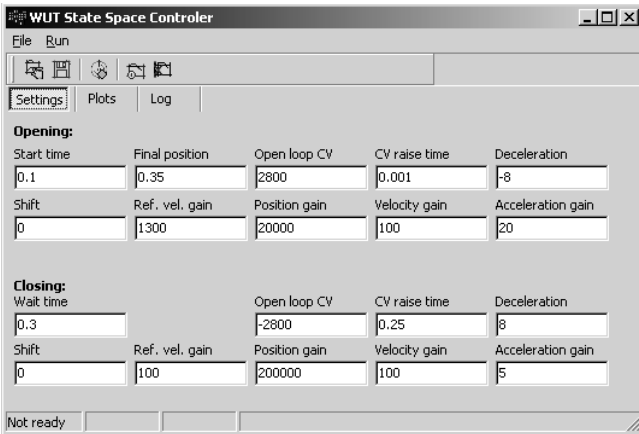 WUT State Space Controler
File Run
Settings Plots Log
Opening:
Start time Final position Open loop CV CV raise time Deceleration
0.1 0.35 2800 0.001 -8
Shift Ref. vel. gain Position gain Velocity gain Acceleration gain
0 1300 20000 100 20
Closing:
Wait time Open loop CV CV raise time Deceleration
0.3 -2800 0.25 8
Shift Ref. vel. gain Position gain Velocity gain Acceleration gain
0 100 200000 100 5
Not ready